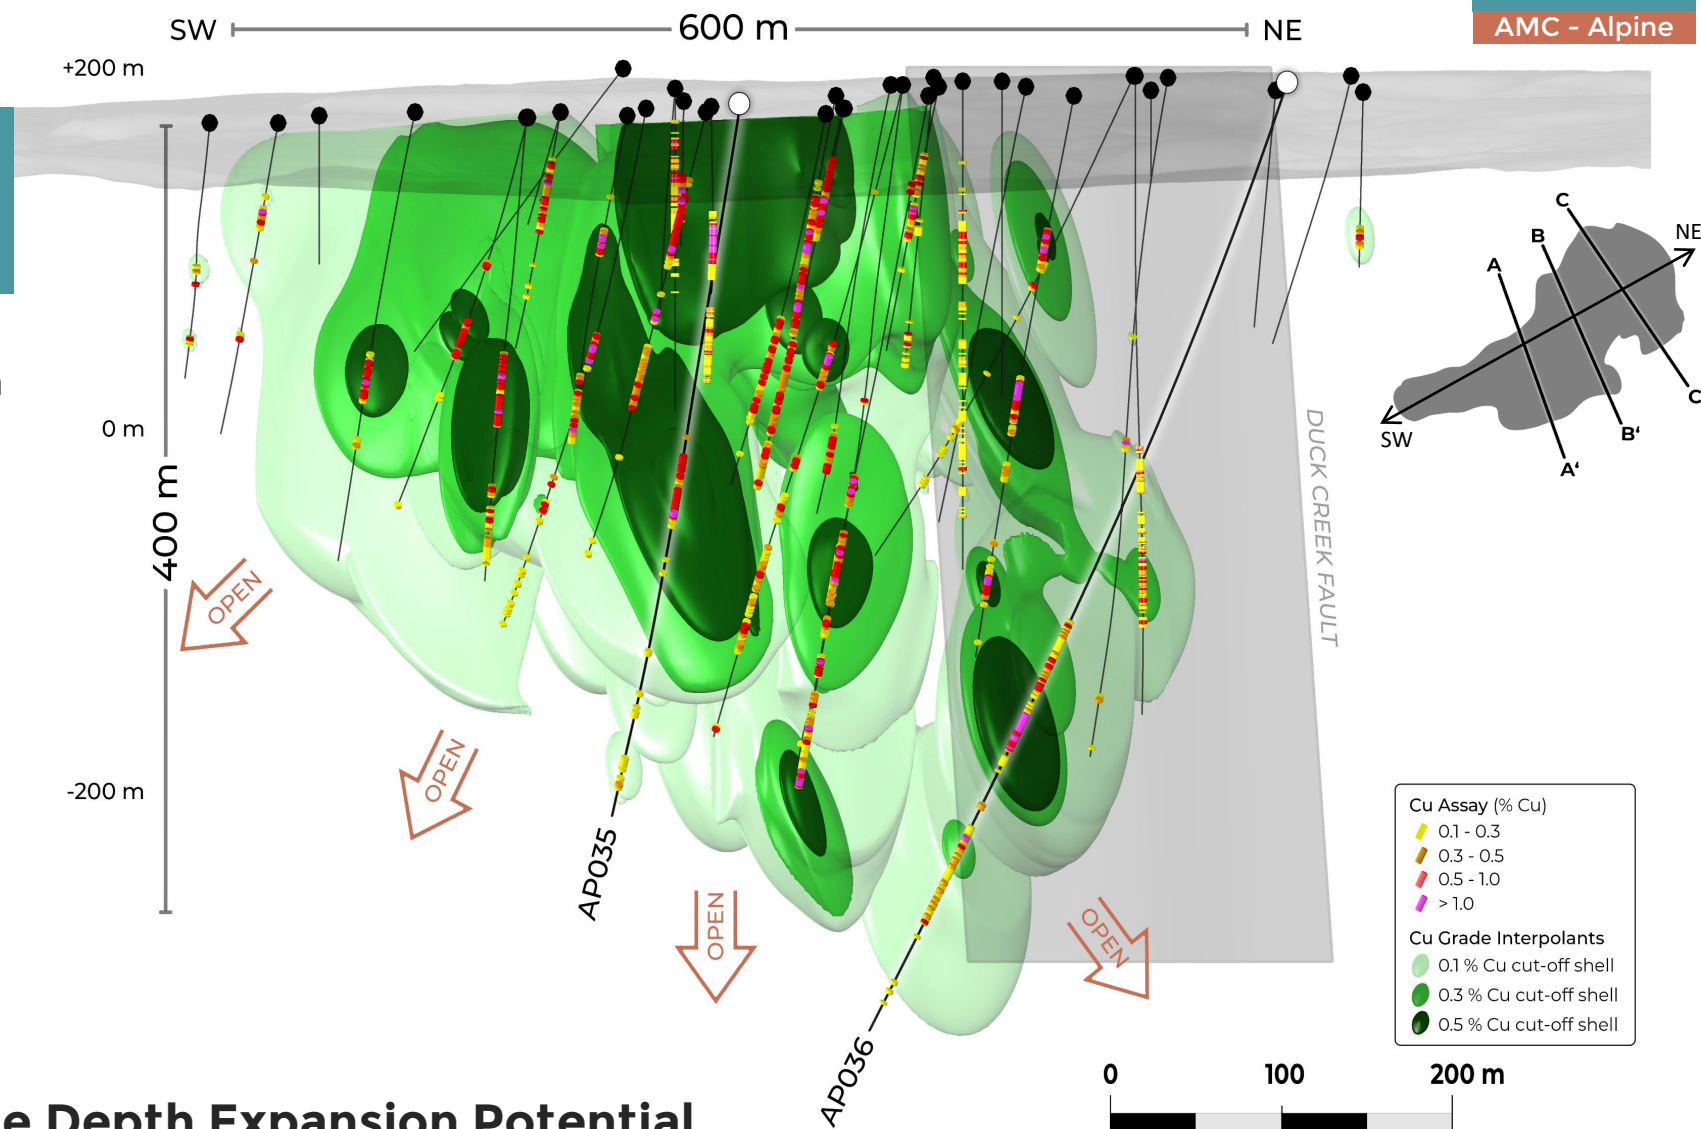 SW
600 m
NE
AMC - Alpine
+200 m
0 m
-200 m
400 m
OPEN
OPEN
OPEN
OPEN
AP035
AP036
DUCK CREEK FAULT
C
B
A
NE
SW
C
B'
A'
Cu Assay (% Cu)
0.1 - 0.3
0.3 - 0.5
0.5 - 1.0
> 1.0
Cu Grade Interpolants
0.1 % Cu cut-off shell
0.3 % Cu cut-off shell
0.5 % Cu cut-off shell
0 100 200 m
e Depth Expansion Potential